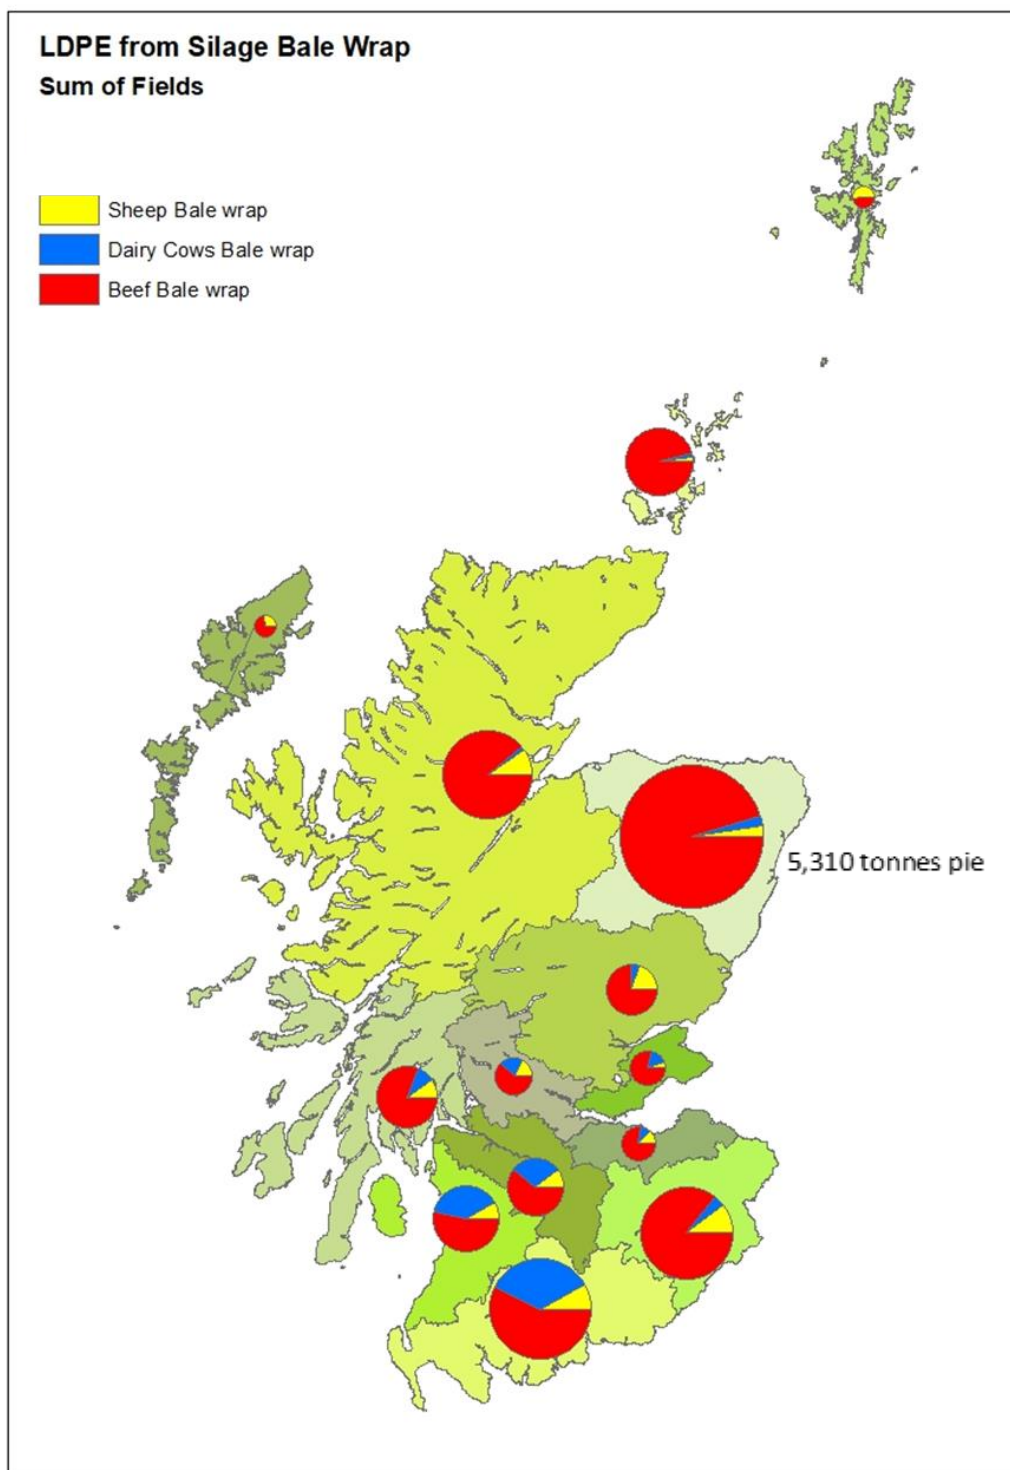 LDPE from Silage Bale Wrap
Sum of Fields
Sheep Bale wrap
Dairy Cows Bale wrap
Beef Bale wrap
5,310 tonnes pie